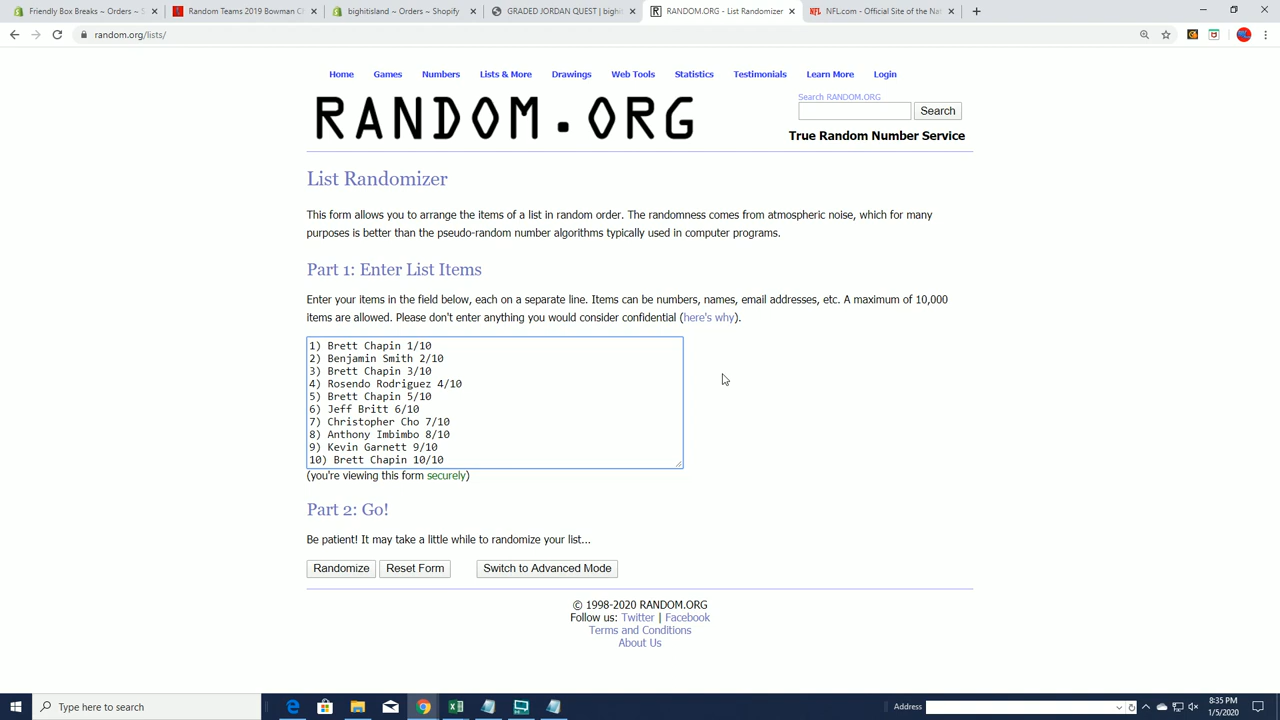 Friendly Box Breaks ~ Orders ~ S
Random Teams 2019 Bowman C
bighitsland ~ Orders ~ Shopify
GRADED JORDAN QUEST | bigh
RANDOM.ORG - List Randomizer
NFL.com - Official Site of the Na
random.org/lists/
Home Games Numbers Lists & More Drawings Web Tools Statistics Testimonials Learn More Login
RANDOM.ORG
Search RANDOM.ORG
Search
True Random Number Service
List Randomizer
This form allows you to arrange the items of a list in random order. The randomness comes from atmospheric noise, which for many
purposes is better than the pseudo-random number algorithms typically used in computer programs.
Part 1: Enter List Items
Enter your items in the field below, each on a separate line. Items can be numbers, names, email addresses, etc. A maximum of 10,000
items are allowed. Please don't enter anything you would consider confidential (here's why).
1) Brett Chapin 1/10
2) Benjamin Smith 2/10
3) Brett Chapin 3/10
4) Rosendo Rodriguez 4/10
5) Brett Chapin 5/10
6) Jeff Britt 6/10
7) Christopher Cho 7/10
8) Anthony Imbimbo 8/10
9) Kevin Garnett 9/10
10) Brett Chapin 10/10
(you're viewing this form securely)
Part 2: Go!
Be patient! It may take a little while to randomize your list...
Randomize Reset Form Switch to Advanced Mode
© 1998-2020 RANDOM.ORG
Follow us: Twitter | Facebook
Terms and Conditions
About Us
Type here to search
Address
8:35 PM
1/5/2020